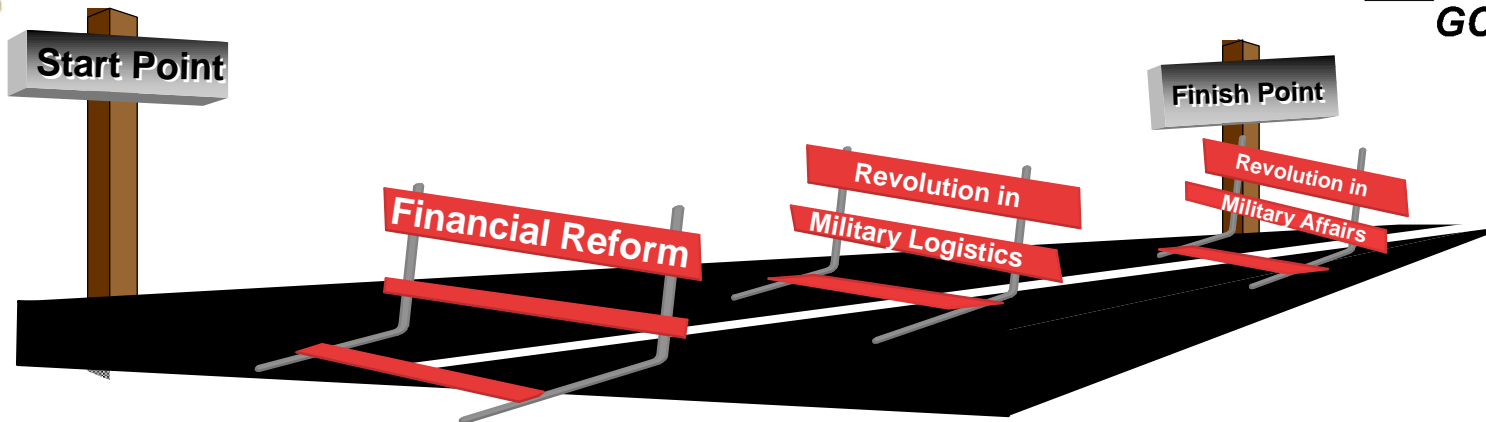 Start Point
Finish Point
Financial Reform
Revolution in
Military Logistics
Revolution in
Military Affairs